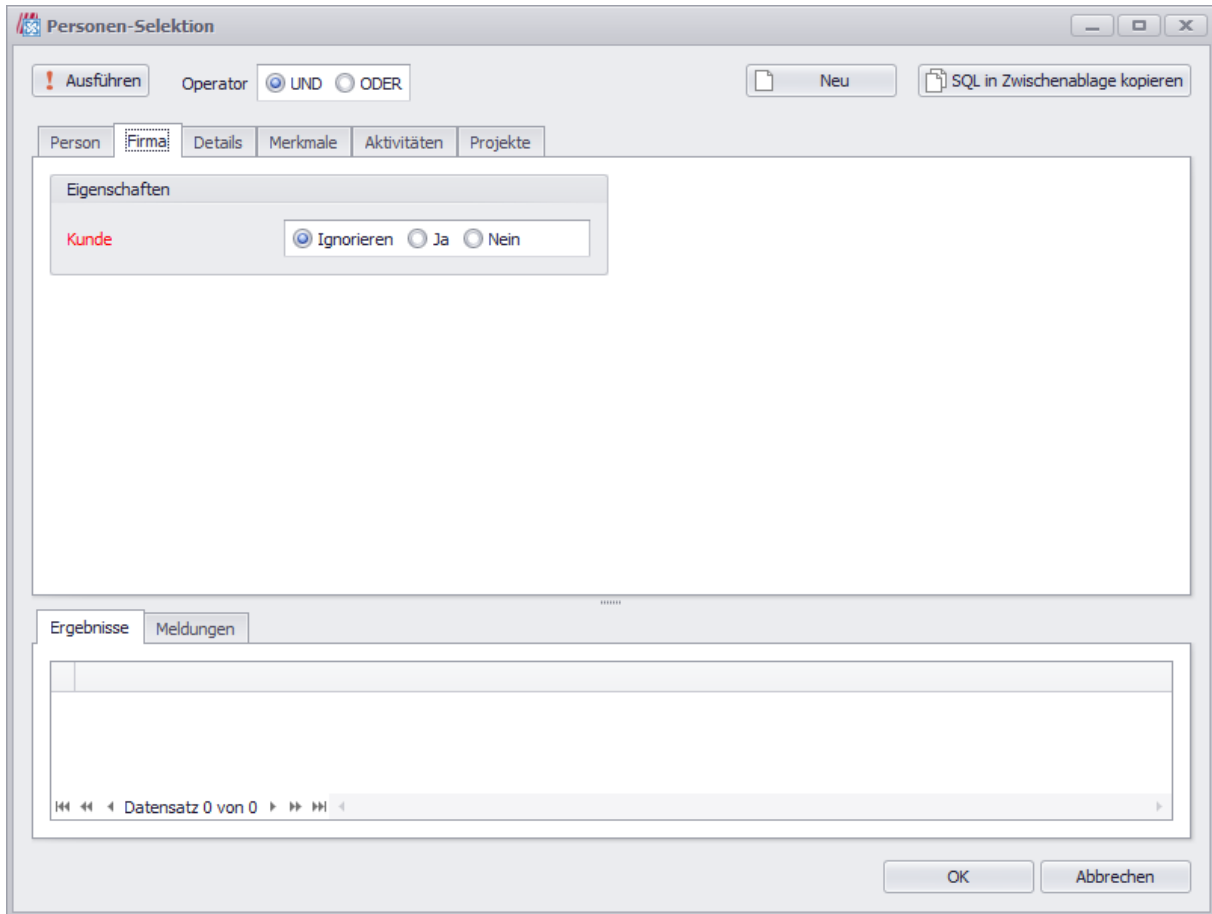 Personen-Selektion
Ausführen Operator UND ODER Neu SQL in Zwischenablage kopieren
Person Firma Details Merkmale Aktivitäten Projekte
Eigenschaften
Kunde Ignorieren Ja Nein
Ergebnisse Meldungen
Datensatz 0 von 0
OK Abbrechen